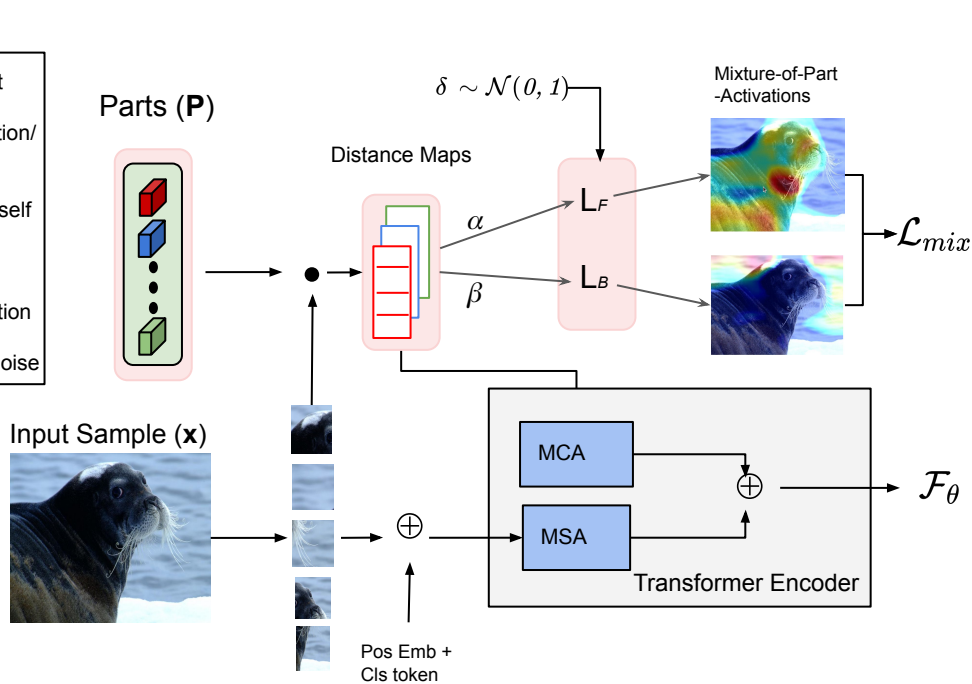 t
tion/
self
tion
oise
Parts (P)
Distance Maps
δ ∼ N(0, 1)
Mixture-of-Part
-Activations
α
β
L_F
L_B
ℒ_mix
Input Sample (x)
MCA
MSA
Transformer Encoder
ℱ_θ
Pos Emb +
Cls token